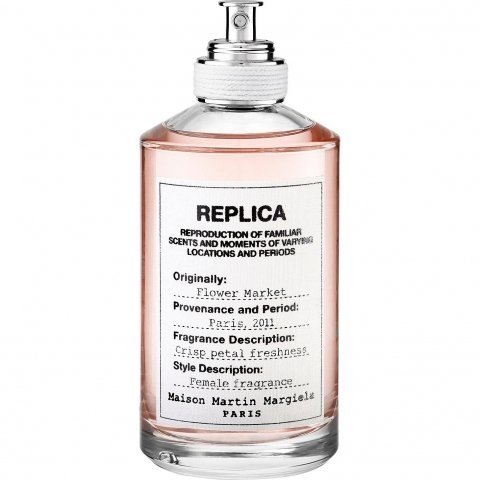 REPLICA
REPRODUCTION OF FAMILIAR
SCENTS AND MOMENTS OF VARYING
LOCATIONS AND PERIODS
Originally:
Flower Market
Provenance and Period:
Paris, 2011
Fragrance Description:
Crisp petal freshness
Style Description:
Female fragrance
Maison Martin Margiela
PARIS